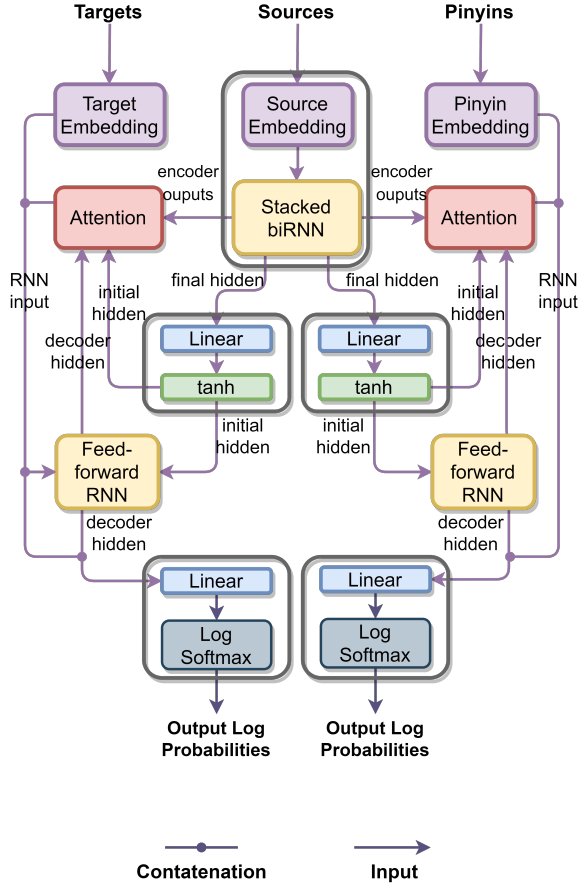 Targets
Sources
Pinyins
Target
Embedding
Source
Embedding
Pinyin
Embedding
encoder
ouputs
encoder
ouputs
Attention
Stacked
biRNN
Attention
RNN
input
initial
hidden
final hidden
final hidden
initial
hidden
RNN
input
decoder
hidden
Linear
tanh
Linear
tanh
decoder
hidden
initial
hidden
initial
hidden
Feed-
forward
RNN
Feed-
forward
RNN
decoder
hidden
decoder
hidden
Linear
Log
Softmax
Linear
Log
Softmax
Output Log
Probabilities
Output Log
Probabilities
Contatenation
Input